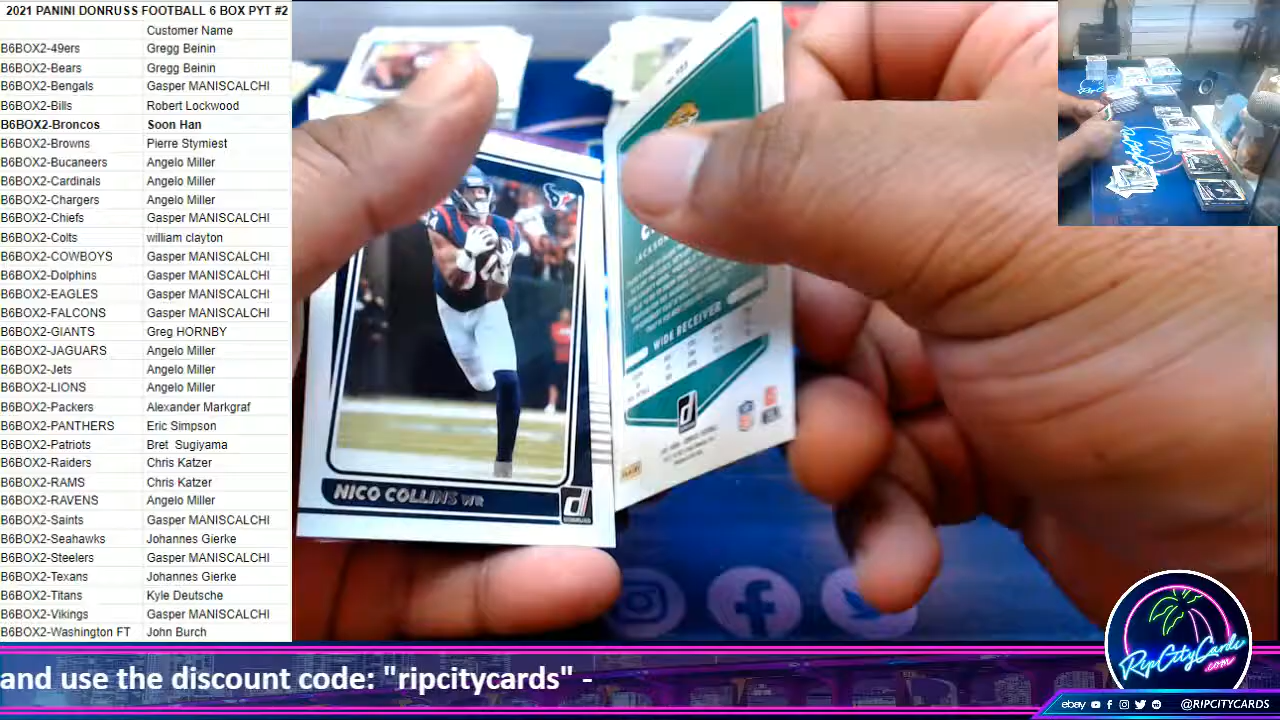 2021 PANINI DONRUSS FOOTBALL 6 BOX PYT #2
Customer Name
B6BOX2-49ers Gregg Beinin
B6BOX2-Bears Gregg Beinin
B6BOX2-Bengals Gasper MANISCALCHI
B6BOX2-Bills Robert Lockwood
B6BOX2-Broncos Soon Han
B6BOX2-Browns Pierre Stymiest
B6BOX2-Bucaneers Angelo Miller
B6BOX2-Cardinals Angelo Miller
B6BOX2-Chargers Angelo Miller
B6BOX2-Chiefs Gasper MANISCALCHI
B6BOX2-Colts william clayton
B6BOX2-COWBOYS Gasper MANISCALCHI
B6BOX2-Dolphins Gasper MANISCALCHI
B6BOX2-EAGLES Gasper MANISCALCHI
B6BOX2-FALCONS Gasper MANISCALCHI
B6BOX2-GIANTS Greg HORNBY
B6BOX2-JAGUARS Angelo Miller
B6BOX2-Jets Angelo Miller
B6BOX2-LIONS Angelo Miller
B6BOX2-Packers Alexander Markgraf
B6BOX2-PANTHERS Eric Simpson
B6BOX2-Patriots Bret Sugiyama
B6BOX2-Raiders Chris Katzer
B6BOX2-RAMS Chris Katzer
B6BOX2-RAVENS Angelo Miller
B6BOX2-Saints Gasper MANISCALCHI
B6BOX2-Seahawks Johannes Gierke
B6BOX2-Steelers Gasper MANISCALCHI
B6BOX2-Texans Johannes Gierke
B6BOX2-Titans Kyle Deutsche
B6BOX2-Vikings Gasper MANISCALCHI
B6BOX2-Washington FT John Burch
NICO COLLINS WR
WIDE RECEIVER
RipCityCards
.com
and use the discount code: "ripcitycards" -
ebay @RIPCITYCARDS